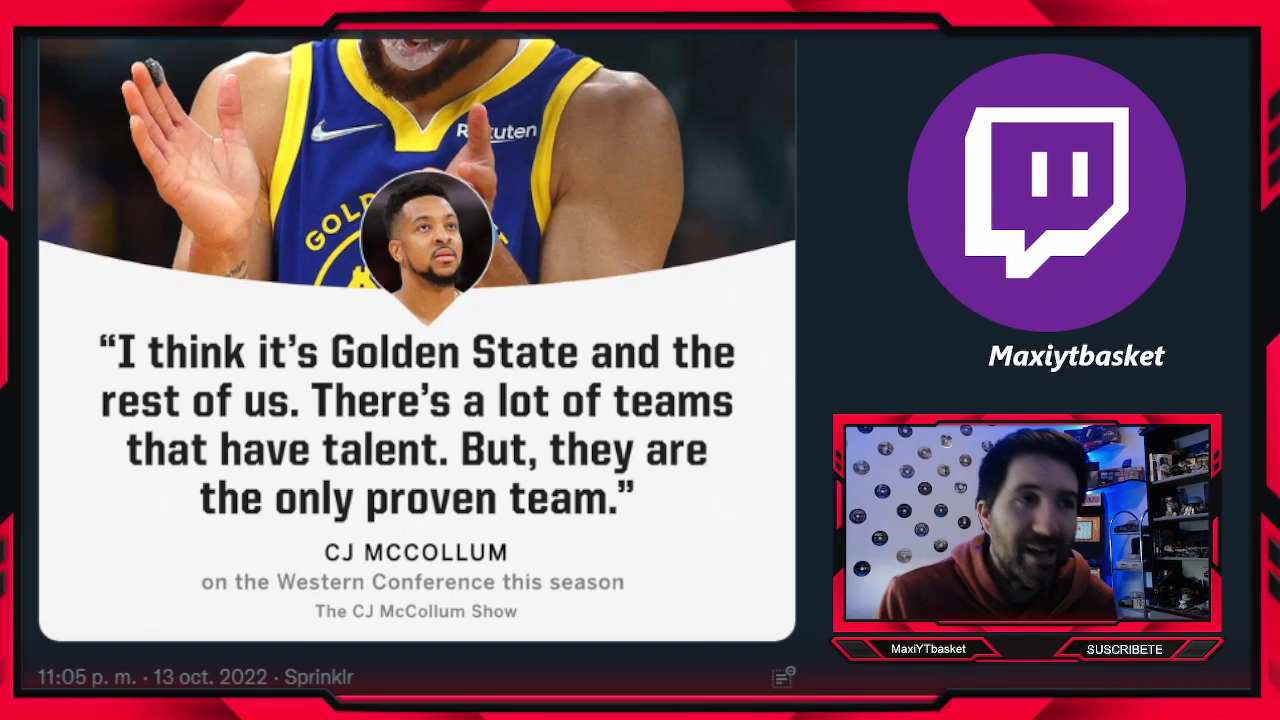 Rakuten
GOLD
“I think it’s Golden State and the
rest of us. There’s a lot of teams
that have talent. But, they are
the only proven team.”
CJ MCCOLLUM
on the Western Conference this season
The CJ McCollum Show
11:05 p. m. · 13 oct. 2022 · Sprinklr
Maxiytbasket
MaxiYTbasket
SUSCRIBETE